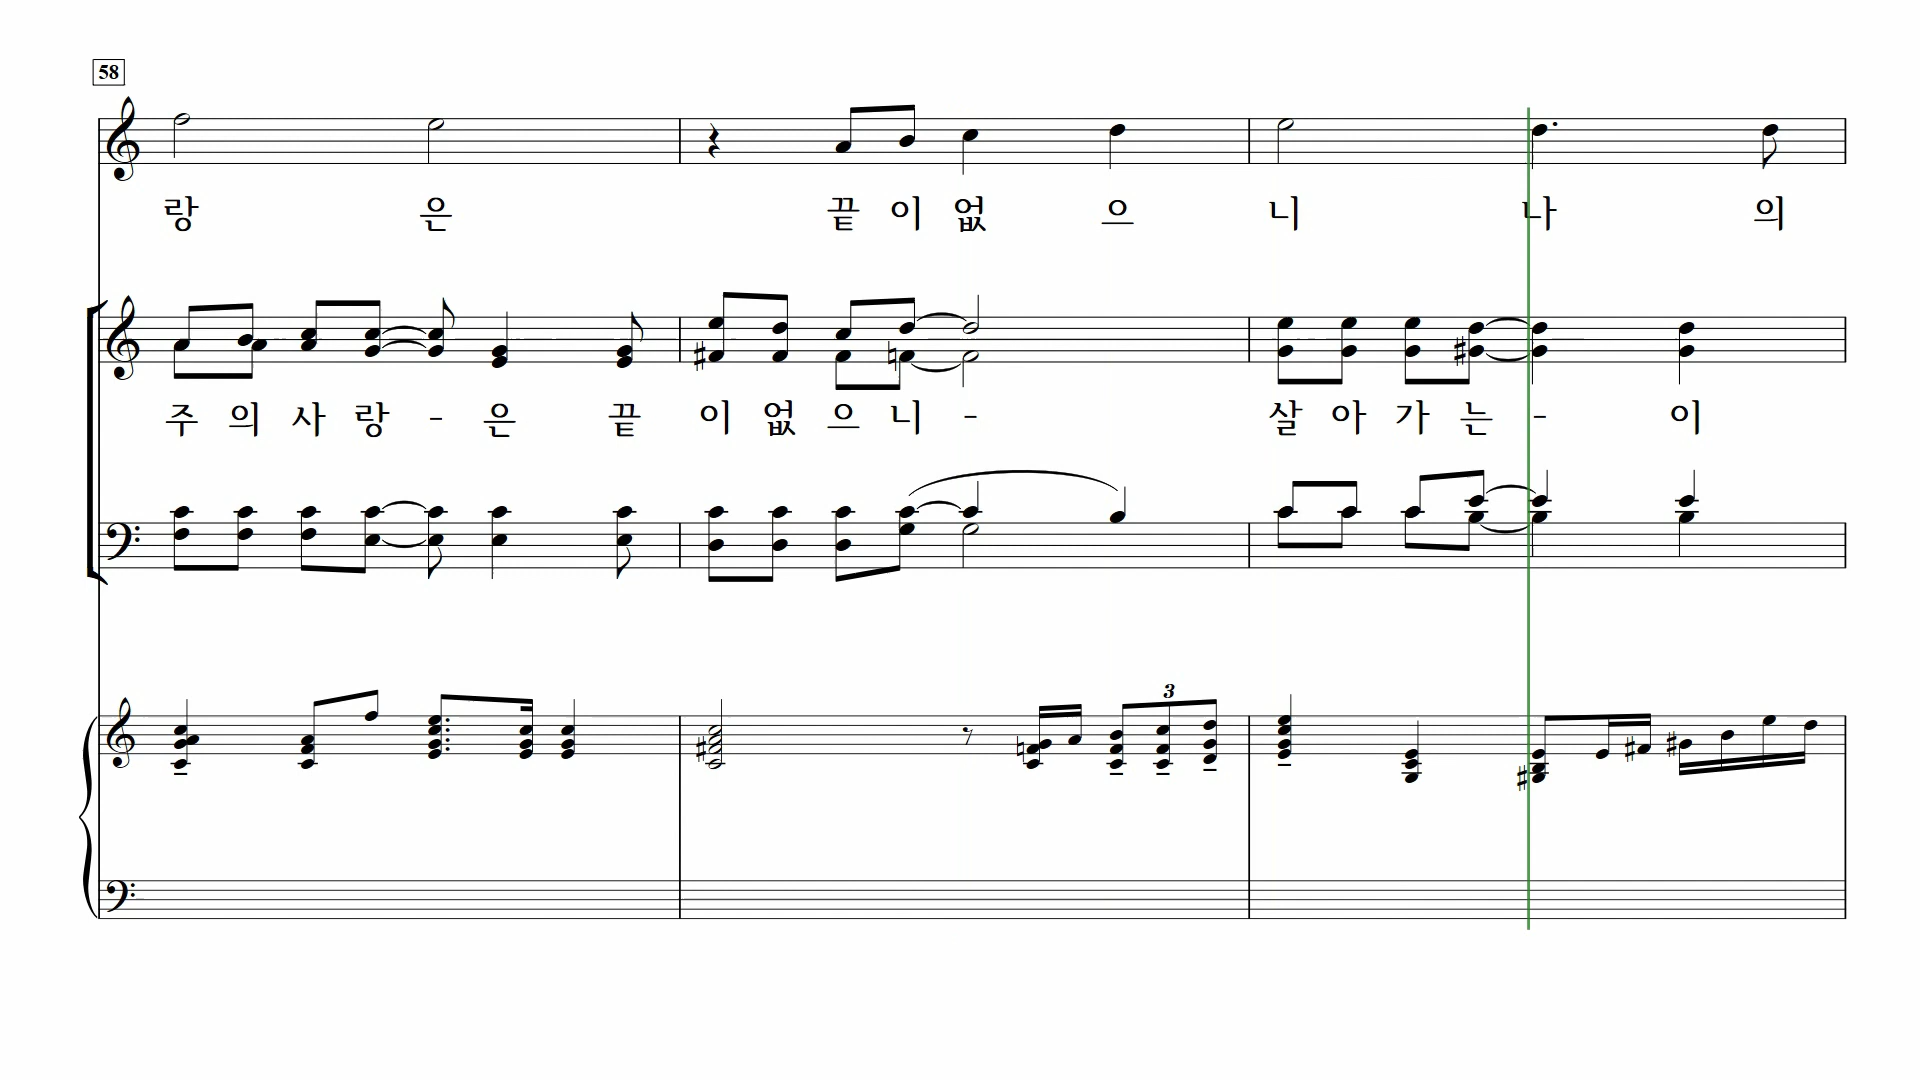 58
랑 은 끝 이 없 으 니 나 의
주 의 사 랑 - 은 끝 이 없 으 니 - 살 아 가 는 - 이
3